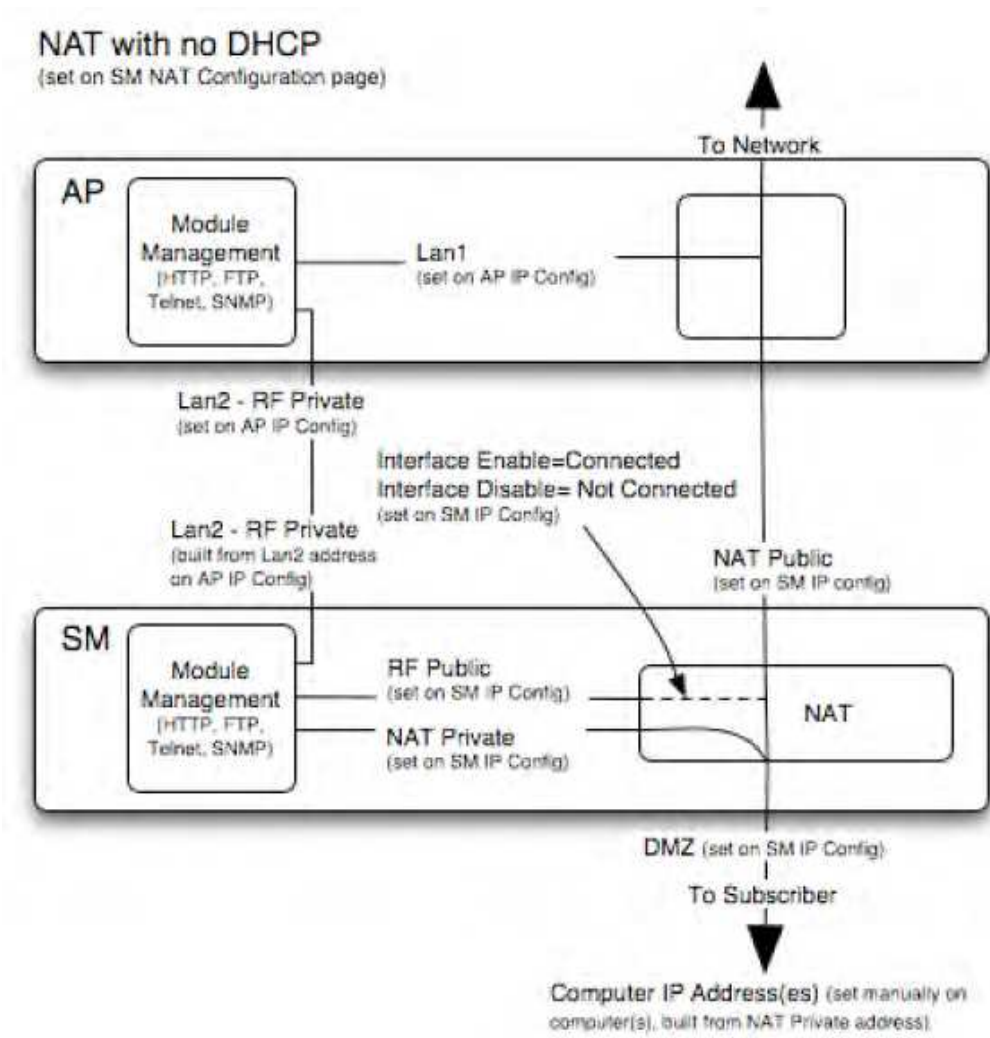 NAT with no DHCP
(set on SM NAT Configuration page)
To Network
AP
Module
Management
(HTTP, FTP,
Telnet, SNMP)
Lan1
(set on AP IP Config)
Lan2 - RF Private
(set on AP IP Config)
Interface Enable=Connected
Interface Disable= Not Connected
(set on SM IP Config)
Lan2 - RF Private
(built from Lan2 address
on AP IP Config)
NAT Public
(set on SM IP config)
SM
Module
Management
(HTTP, FTP,
Telnet, SNMP)
RF Public
(set on SM IP Config)
NAT Private
(set on SM IP Config)
NAT
DMZ (set on SM IP Config)
To Subscriber
Computer IP Address(es) (set manually on
computer(s), built from NAT Private address)